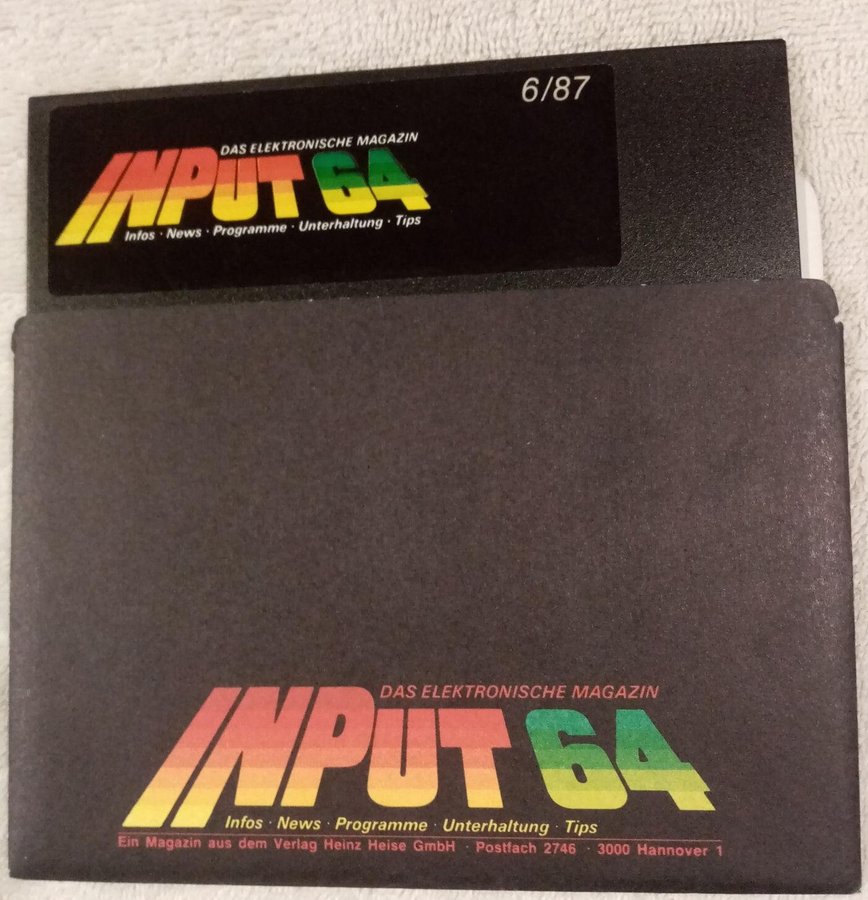 6/87
DAS ELEKTRONISCHE MAGAZIN
INPUT 64
Infos · News · Programme · Unterhaltung · Tips
DAS ELEKTRONISCHE MAGAZIN
INPUT 64
Infos · News · Programme · Unterhaltung · Tips
Ein Magazin aus dem Verlag Heinz Heise GmbH · Postfach 2746 · 3000 Hannover 1